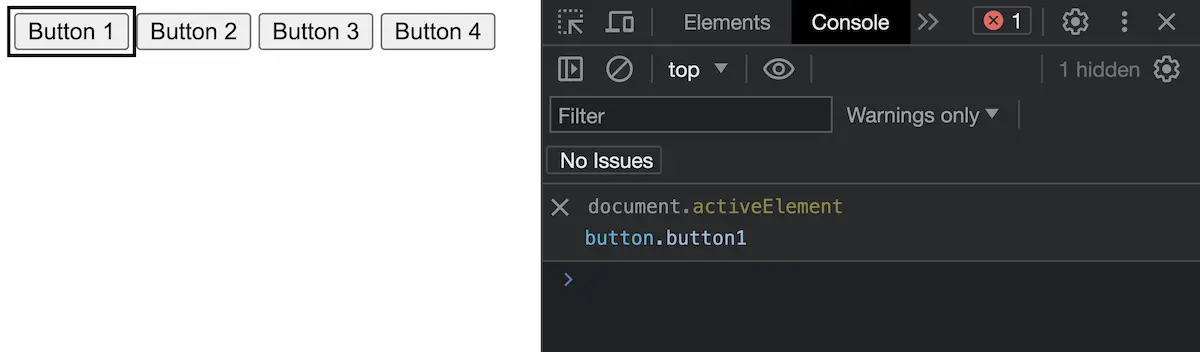 Button 1 Button 2 Button 3 Button 4
Elements Console 1
top 1 hidden
Filter Warnings only
No Issues
document.activeElement
button.button1